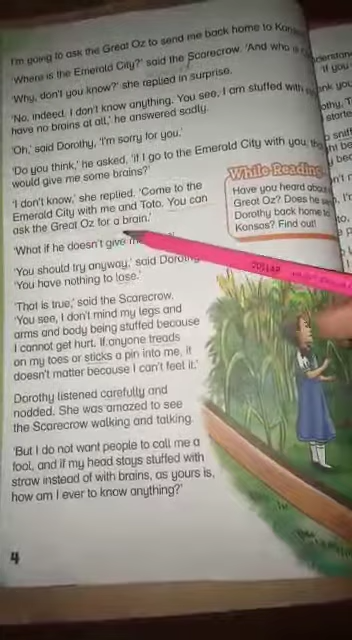 I'm going to ask the Great Oz to send me back home to
'Where is the Emerald City?' said the Scarecrow. 'And who is
'Why, don't you know?' she replied in surprise.
'No, indeed. I don't know anything. You see, I am stuffed with
have no brains at all,' he answered sadly.
'Oh,' said Dorothy, 'I'm sorry for you.'
'Do you think,' he asked, 'if I go to the Emerald City with you,
would give me some brains?'
'I don't know,' she replied. 'Come to the
Emerald City with me and Toto. You can
ask the Great Oz for a brain.'
'What if he doesn't give
'You should try anyway,' said
'You have nothing to lose.'
'That is true,' said the Scarecrow.
'You see, I don't mind my legs and
arms and body being stuffed because
I cannot get hurt. If anyone treads
on my toes or sticks a pin into me, it
doesn't matter because I can't feel it.'
Dorothy listened carefully and
nodded. She was amazed to see
the Scarecrow walking and talking.
'But I do not want people to call me a
fool, and if my head stays stuffed with
straw instead of with brains, as yours is,
how am I ever to know anything?'
4
While Reading
Have you heard about
Great Oz? Does he
Dorothy back home to
Kansas? Find out!